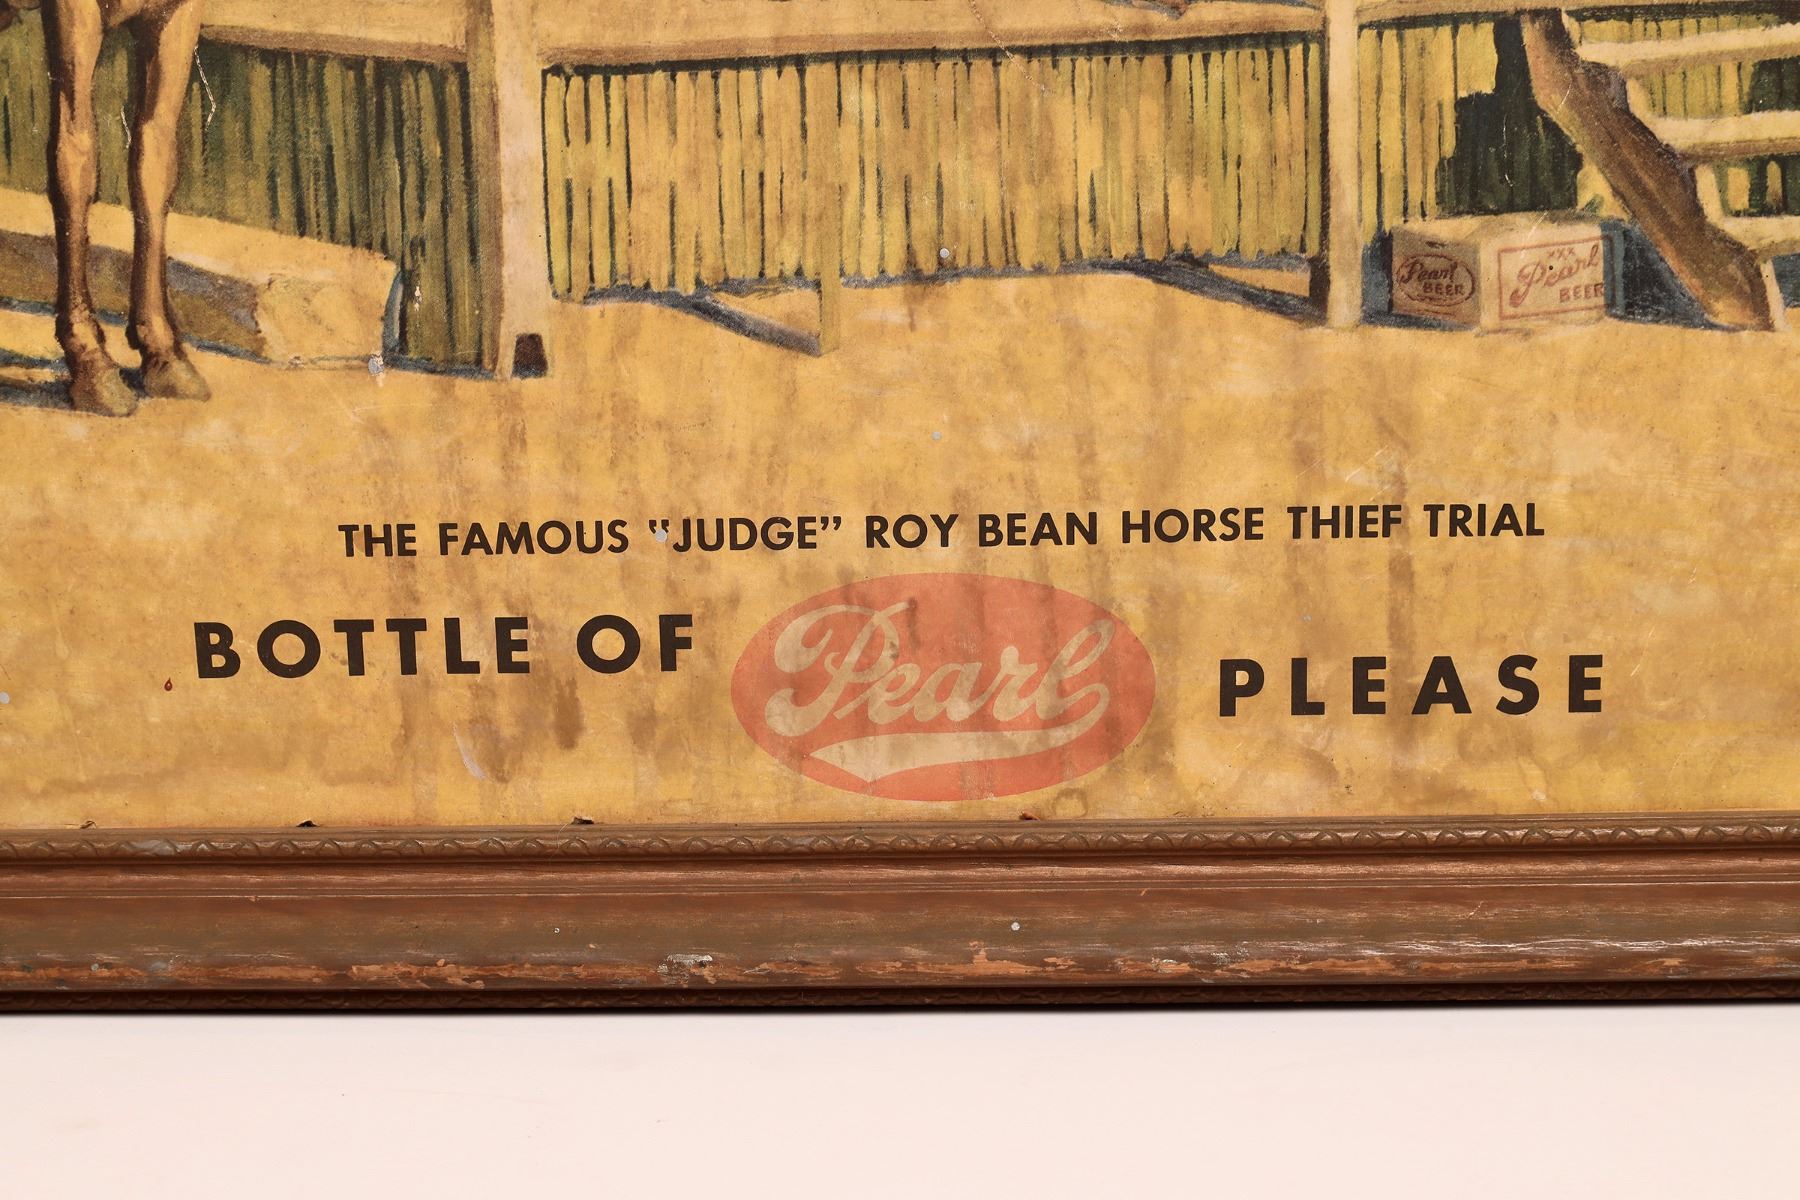 Pearl
BEER
XXX
Pearl
BEER
THE FAMOUS "JUDGE" ROY BEAN HORSE THIEF TRIAL
BOTTLE OF Pearl PLEASE